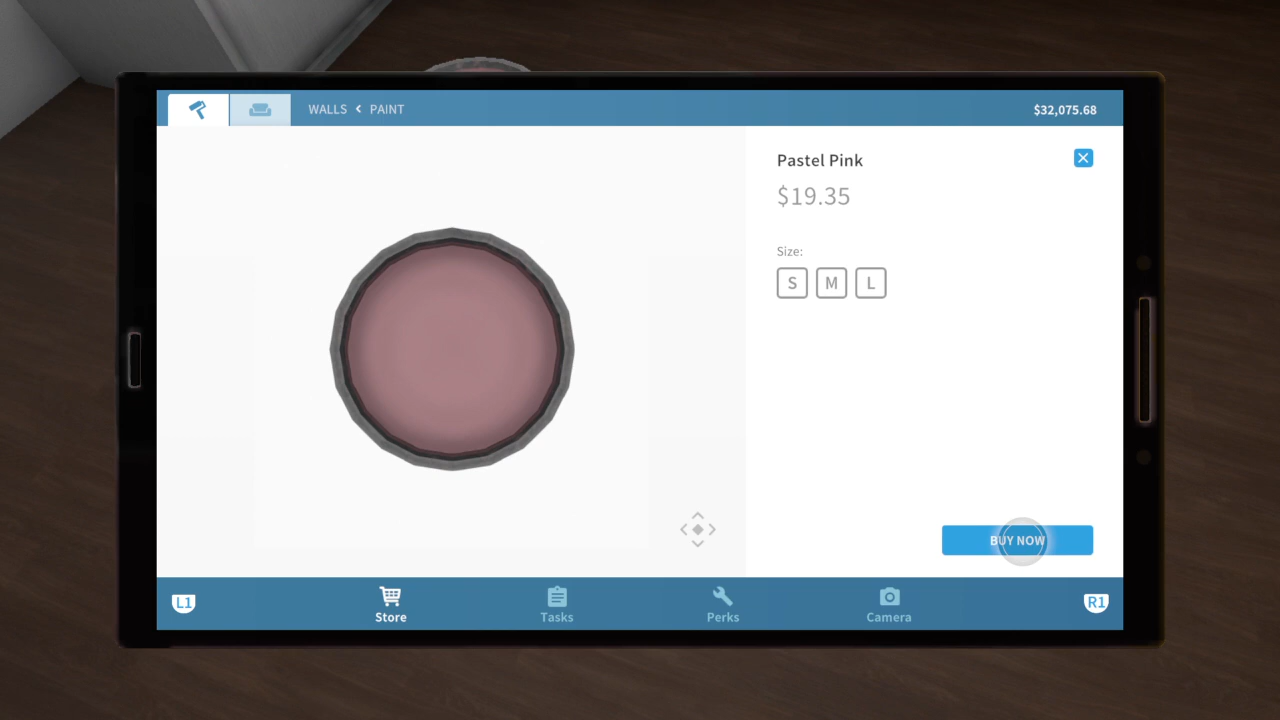 WALLS < PAINT
$32,075.68
Pastel Pink
$19.35
Size:
S M L
BUY NOW
L1
Store
Tasks
Perks
Camera
R1